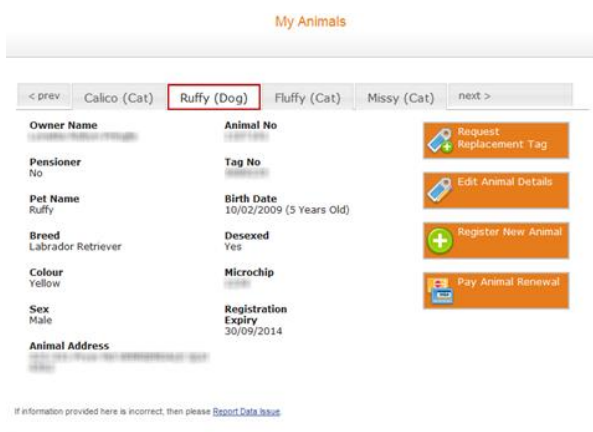 My Animals
< prev
Calico (Cat)
Ruffy (Dog)
Fluffy (Cat)
Missy (Cat)
next >
Owner Name
Pensioner
No
Pet Name
Ruffy
Breed
Labrador Retriever
Colour
Yellow
Sex
Male
Animal Address
Animal No
Tag No
Birth Date
10/02/2009 (5 Years Old)
Desexed
Yes
Microchip
Registration
Expiry
30/09/2014
Request
Replacement Tag
Edit Animal Details
Register New Animal
Pay Animal Renewal
If information provided here is incorrect, then please Report Data Issue.